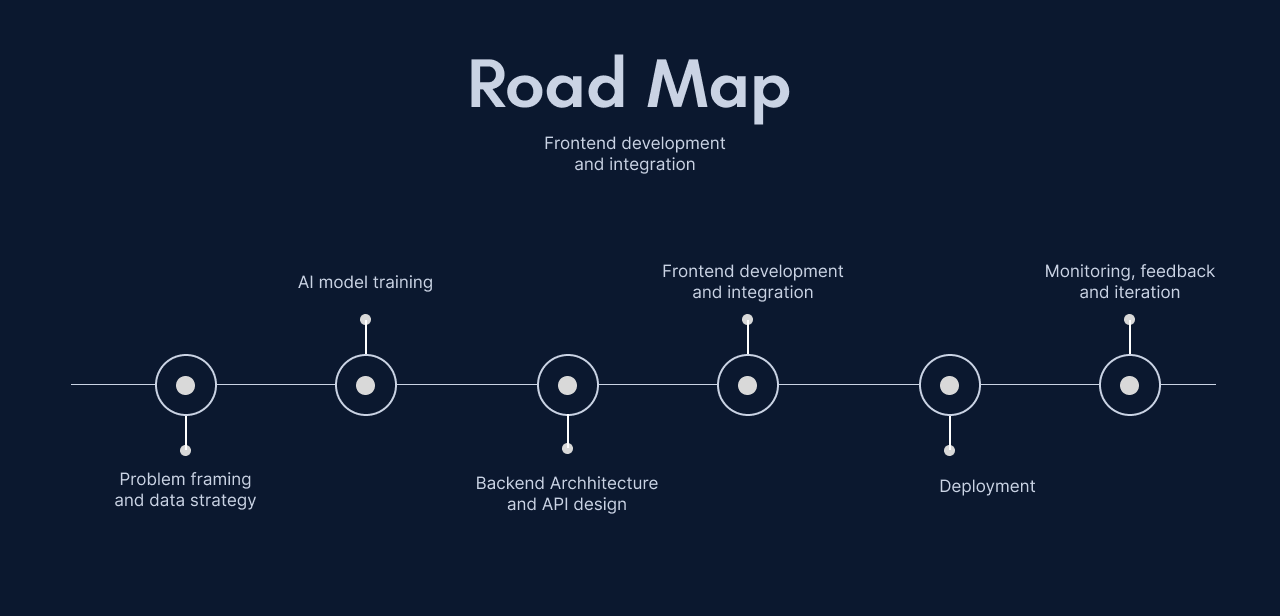 Road Map
Frontend development
and integration
AI model training
Frontend development
and integration
Monitoring, feedback
and iteration
Problem framing
and data strategy
Backend Archhitecture
and API design
Deployment